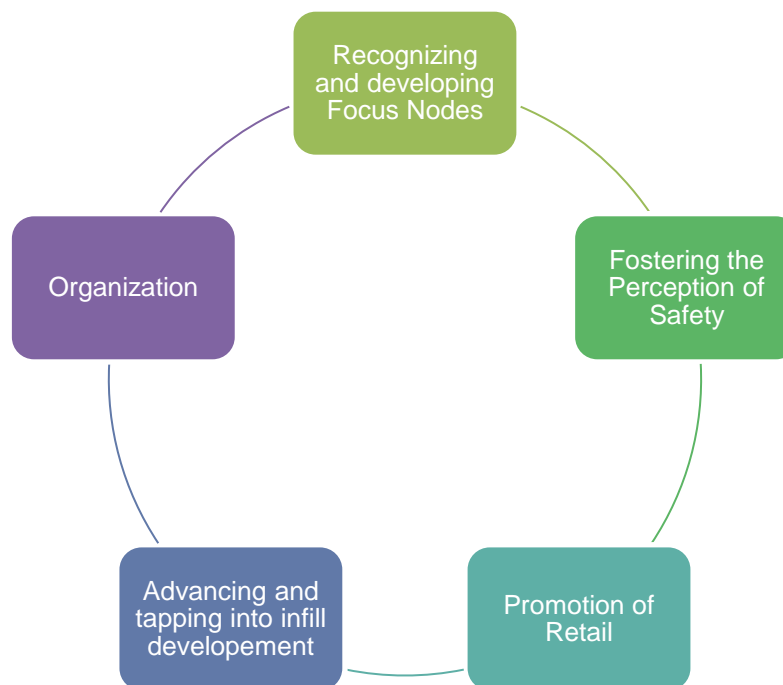 Recognizing
and developing
Focus Nodes
Fostering the
Perception of
Safety
Promotion of
Retail
Advancing and
tapping into infill
developement
Organization